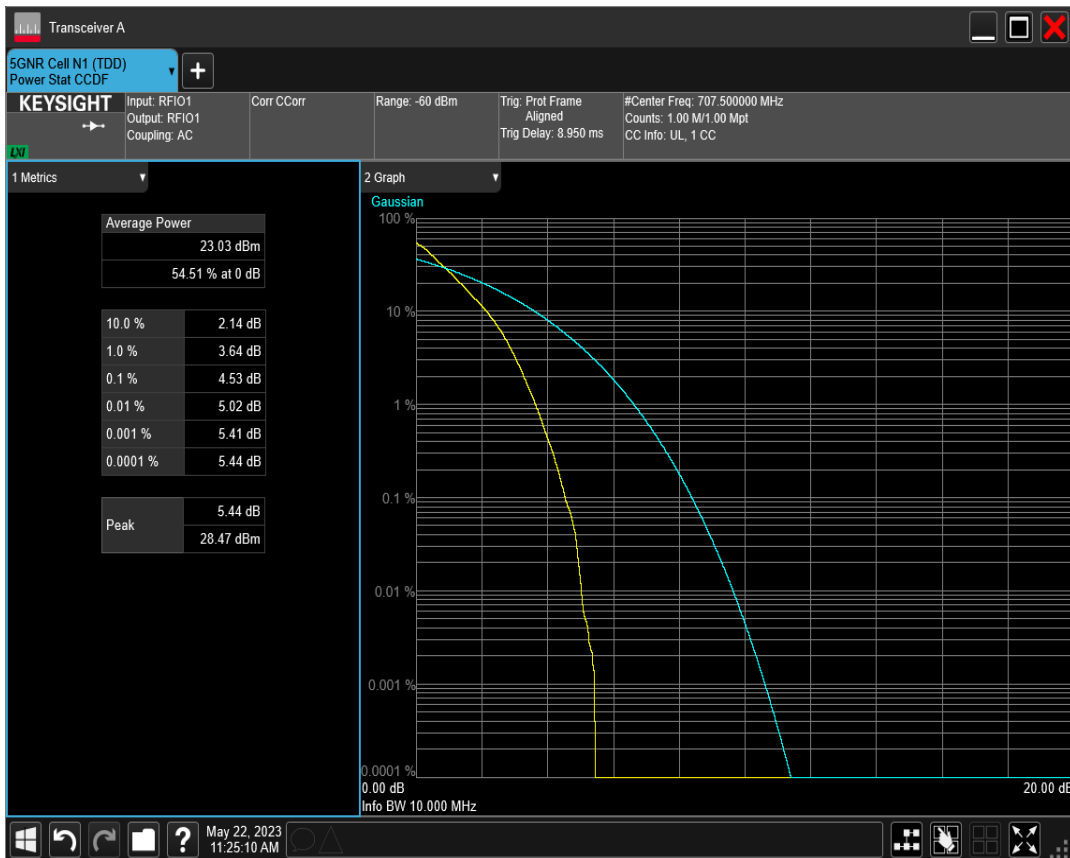 Transceiver A
5GNR Cell N1 (TDD)
Power Stat CCDF
KEYSIGHT
LXI
Input: RFIO1
Output: RFIO1
Coupling: AC
Corr CCorr
Range: -60 dBm
Trig: Prot Frame
Aligned
Trig Delay: 8.950 ms
#Center Freq: 707.500000 MHz
Counts: 1.00 M/1.00 Mpt
CC Info: UL, 1 CC
1 Metrics
Average Power
23.03 dBm
54.51 % at 0 dB
10.0 % 2.14 dB
1.0 % 3.64 dB
0.1 % 4.53 dB
0.01 % 5.02 dB
0.001 % 5.41 dB
0.0001 % 5.44 dB
Peak 5.44 dB
28.47 dBm
2 Graph
Gaussian
100 %
10 %
1 %
0.1 %
0.01 %
0.001 %
0.0001 %
0.00 dB 20.00 dB
Info BW 10.000 MHz
?
May 22, 2023
11:25:10 AM